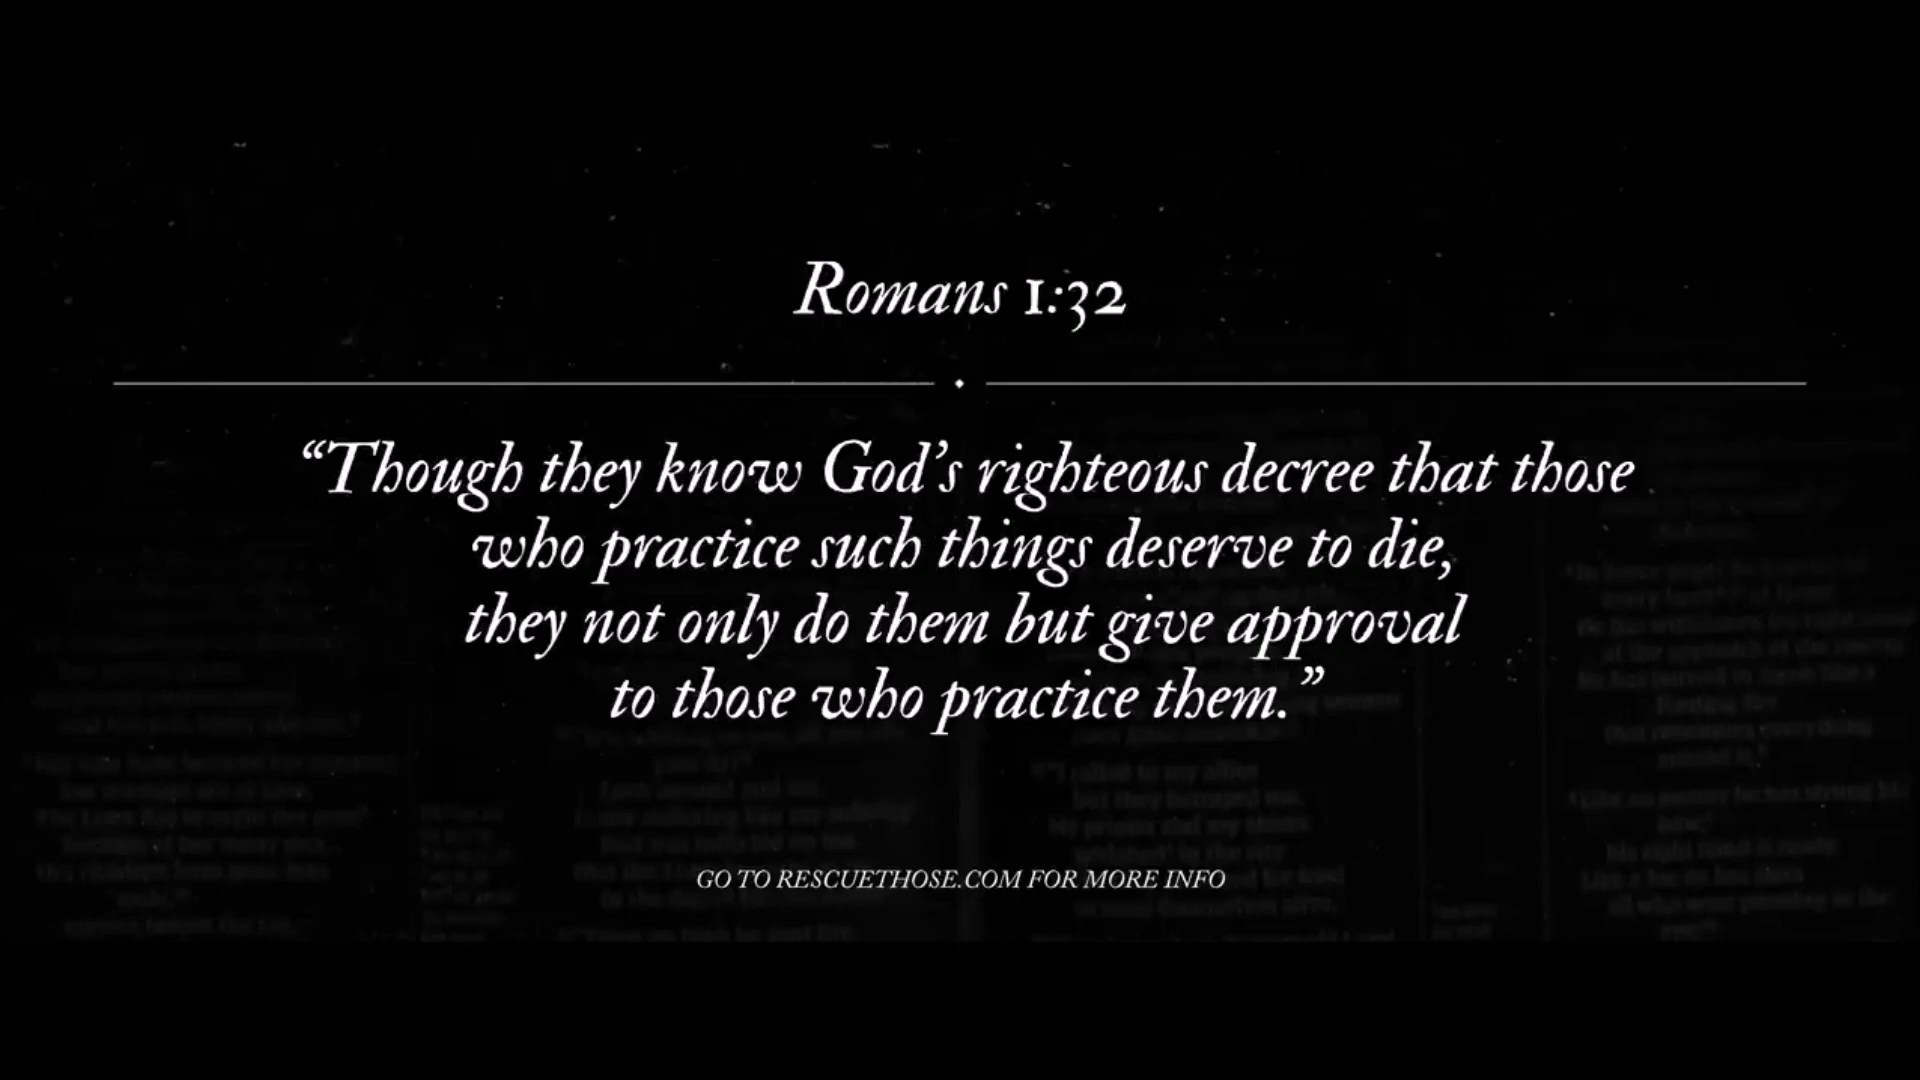 Romans 1:32
“Though they know God’s righteous decree that those
who practice such things deserve to die,
they not only do them but give approval
to those who practice them.”
GO TO RESCUETHOSE.COM FOR MORE INFO